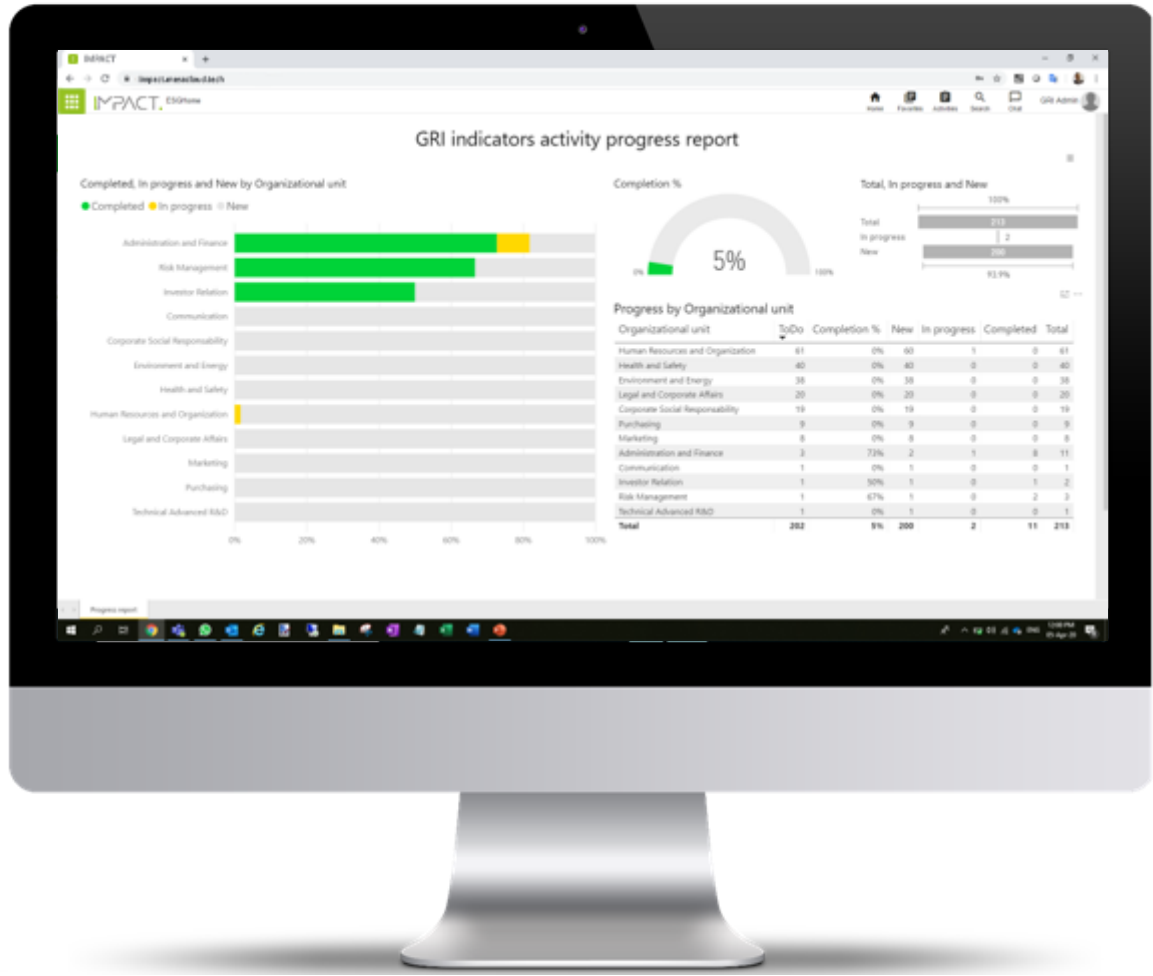 IMPACT
impact.arenacloud.tech
IMPACT. ESGHome
Home Favorites Activities Search Chat GRI Admin
GRI indicators activity progress report
Completed, In progress and New by Organizational unit
Completed In progress New
Administration and Finance
Risk Management
Investor Relation
Communication
Corporate Social Responsability
Environment and Energy
Health and Safety
Human Resources and Organization
Legal and Corporate Affairs
Marketing
Purchasing
Technical Advanced R&D
0% 20% 40% 60% 80% 100%
Completion %
5%
0% 100%
Total, In progress and New
100%
Total 213
In progress 2
New 200
93.9%
Progress by Organizational unit
Organizational unit ToDo Completion % New In progress Completed Total
Human Resources and Organization 61 0% 60 1 0 61
Health and Safety 40 0% 40 0 0 40
Environment and Energy 38 0% 38 0 0 38
Legal and Corporate Affairs 20 0% 20 0 0 20
Corporate Social Responsability 19 0% 19 0 0 19
Purchasing 9 0% 9 0 0 9
Marketing 8 0% 8 0 0 8
Administration and Finance 3 73% 2 1 8 11
Communication 1 0% 1 0 0 1
Investor Relation 1 50% 1 0 1 2
Risk Management 1 67% 1 0 2 3
Technical Advanced R&D 1 0% 1 0 0 1
Total 202 5% 200 2 11 213
Progress report
ENG
12:00 PM
05-Apr-20